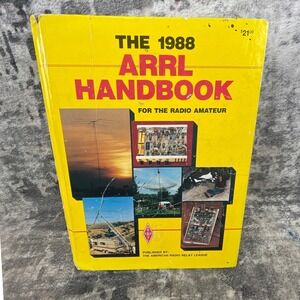 THE 1988
$21.00
ARRL
HANDBOOK
FOR THE RADIO AMATEUR
PUBLISHED BY:
THE AMERICAN RADIO RELAY LEAGUE